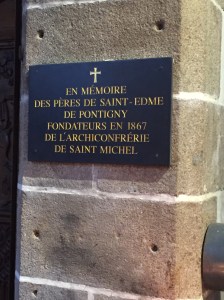 EN MÉMOIRE
DES PÈRES DE SAINT-EDME
DE PONTIGNY
FONDATEURS EN 1867
DE L'ARCHICONFRÉRIE
DE SAINT MICHEL